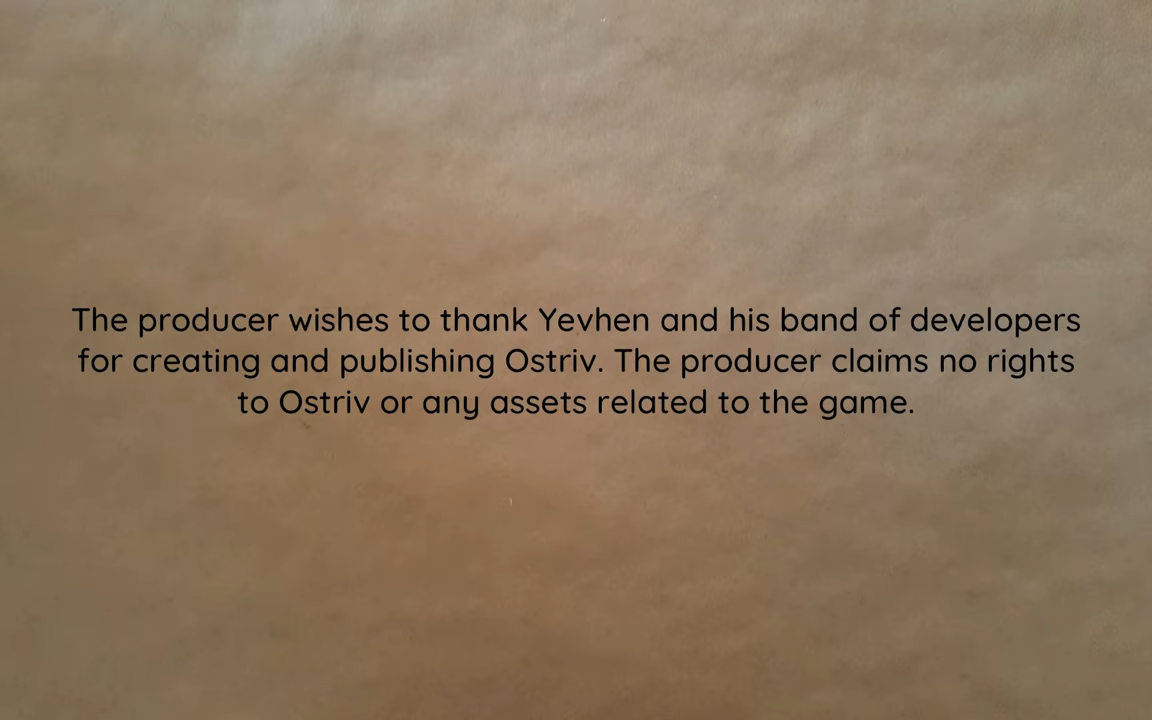 The producer wishes to thank Yevhen and his band of developers
for creating and publishing Ostriv. The producer claims no rights
to Ostriv or any assets related to the game.